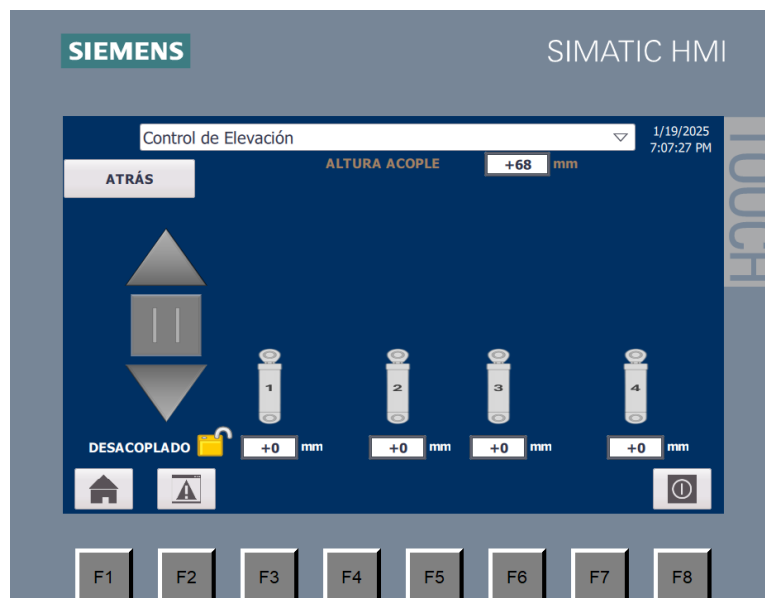 SIEMENS
SIMATIC HMI
TOUCH
Control de Elevación
1/19/2025
7:07:27 PM
ALTURA ACOPLE +68 mm
ATRÁS
1 2 3 4
DESACOPLADO +0 mm +0 mm +0 mm +0 mm
F1 F2 F3 F4 F5 F6 F7 F8